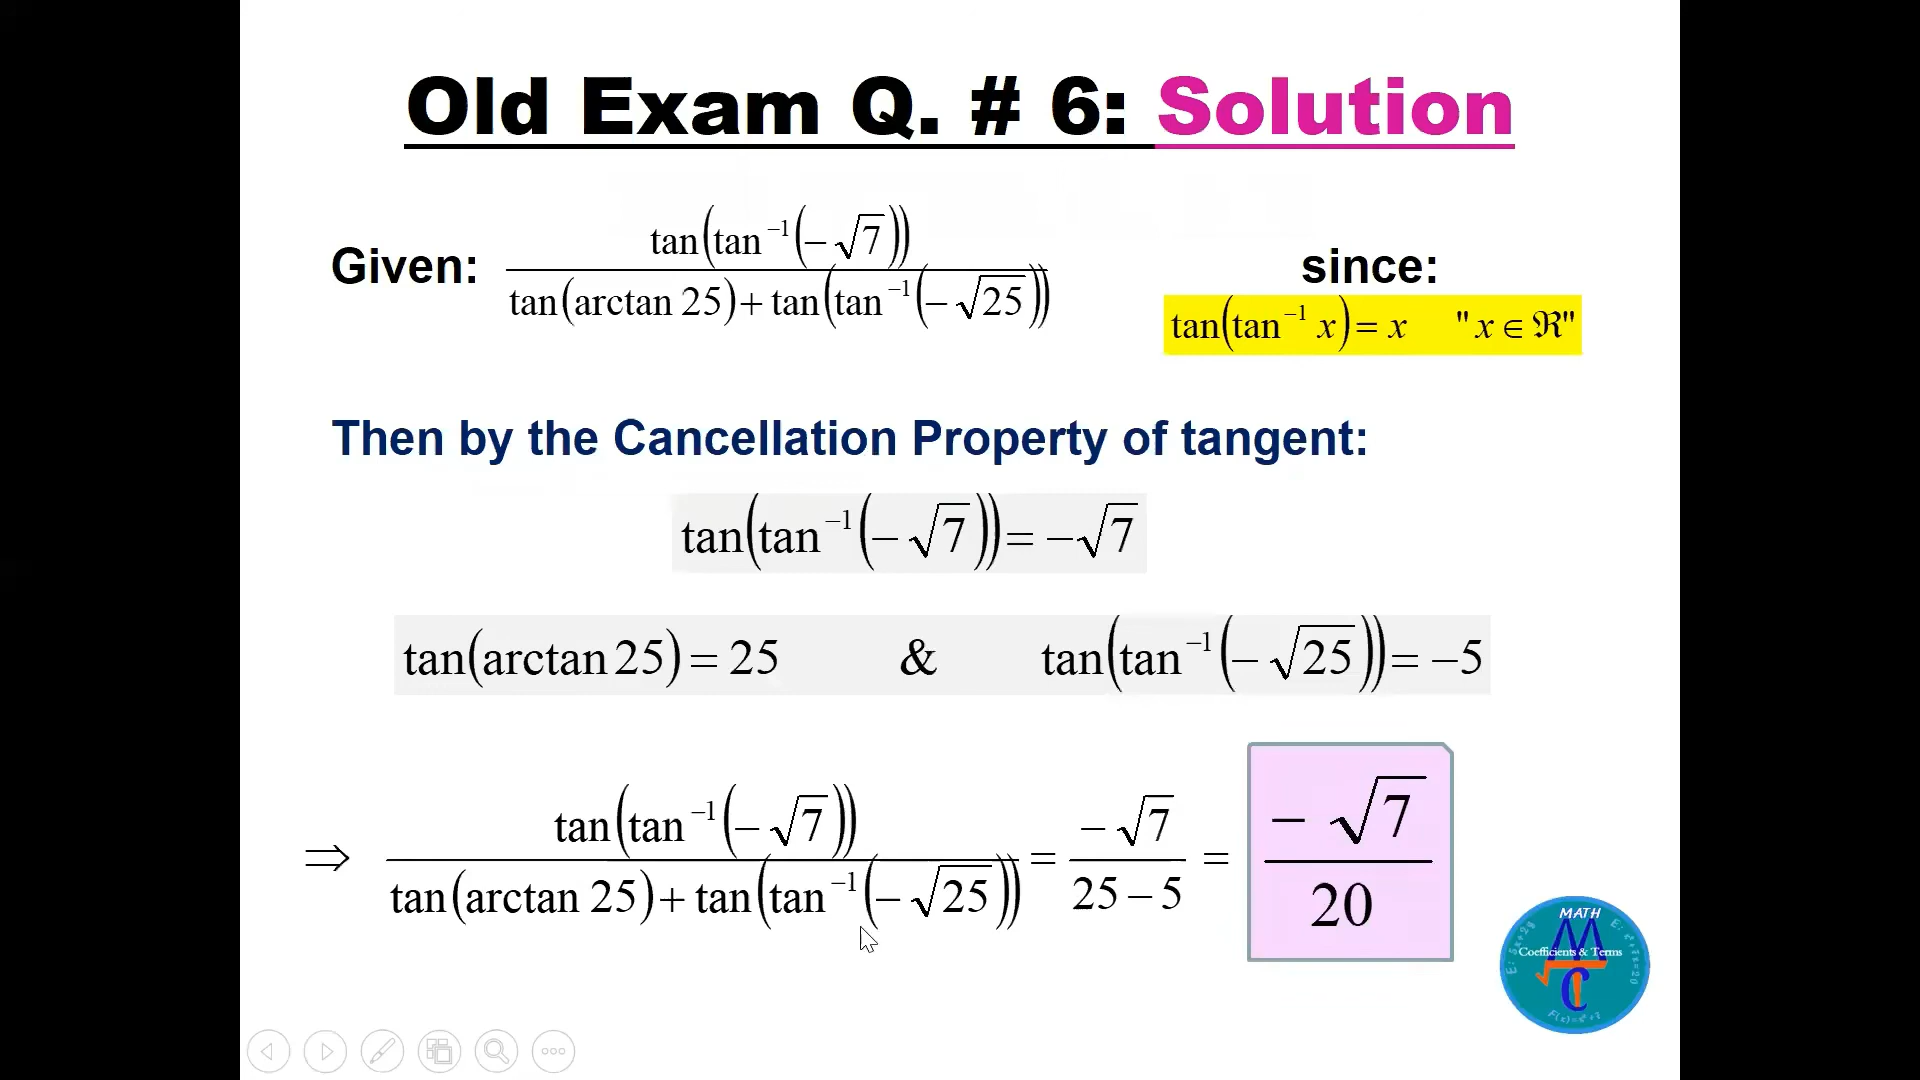 Old Exam Q. # 6: Solution
Given: tan(tan⁻¹(−√7)) / tan(arctan 25) + tan(tan⁻¹(−√25))
since:
tan(tan⁻¹ x) = x "x ∈ ℜ"
Then by the Cancellation Property of tangent:
tan(tan⁻¹(−√7)) = −√7
tan(arctan 25) = 25 & tan(tan⁻¹(−√25)) = −5
⇒ tan(tan⁻¹(−√7)) / tan(arctan 25) + tan(tan⁻¹(−√25)) = −√7 / 25 − 5 = −√7 / 20
MATH
Coefficients & Terms